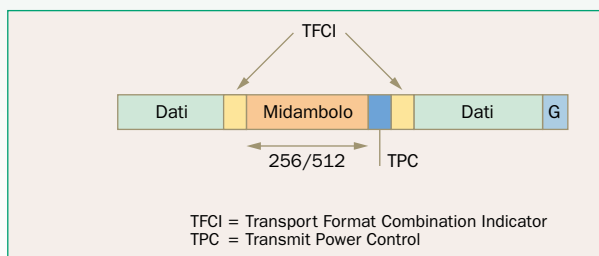 TFCI
Dati Midambolo Dati G
256/512 TPC
TFCI = Transport Format Combination Indicator
TPC = Transmit Power Control